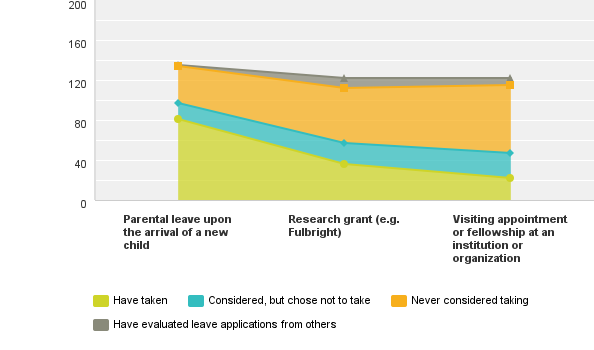 200
160
120
80
40
0
Parental leave upon
the arrival of a new
child
Research grant (e.g.
Fulbright)
Visiting appointment
or fellowship at an
institution or
organization
Have taken
Considered, but chose not to take
Never considered taking
Have evaluated leave applications from others